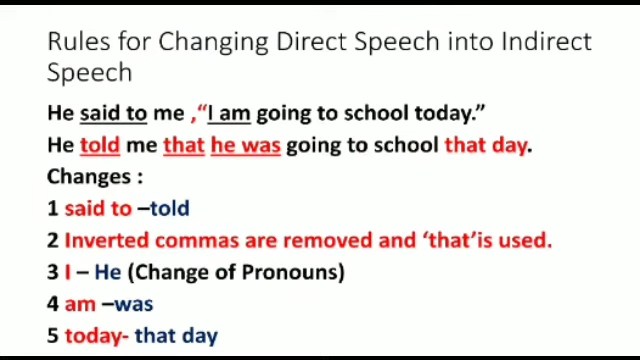 Rules for Changing Direct Speech into Indirect
Speech
He said to me ,“I am going to school today.”
He told me that he was going to school that day.
Changes :
1 said to –told
2 Inverted commas are removed and ‘that’is used.
3 I – He (Change of Pronouns)
4 am –was
5 today- that day